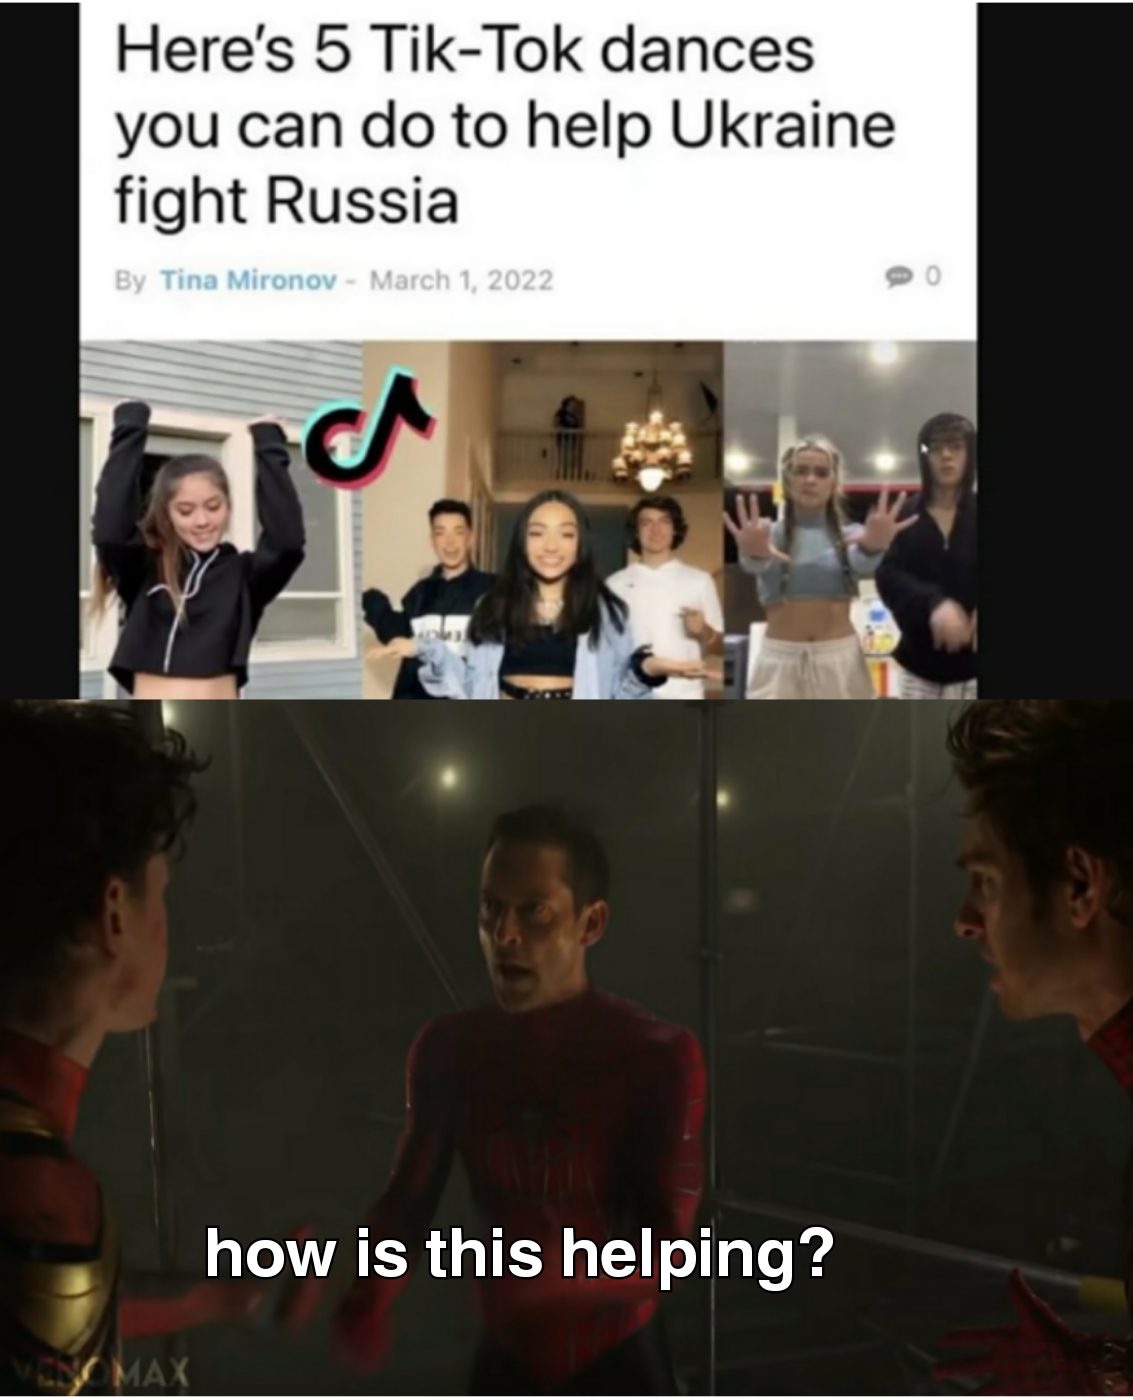 Here's 5 Tik-Tok dances
you can do to help Ukraine
fight Russia
By Tina Mironov - March 1, 2022
0
how is this helping?
VENOMAX